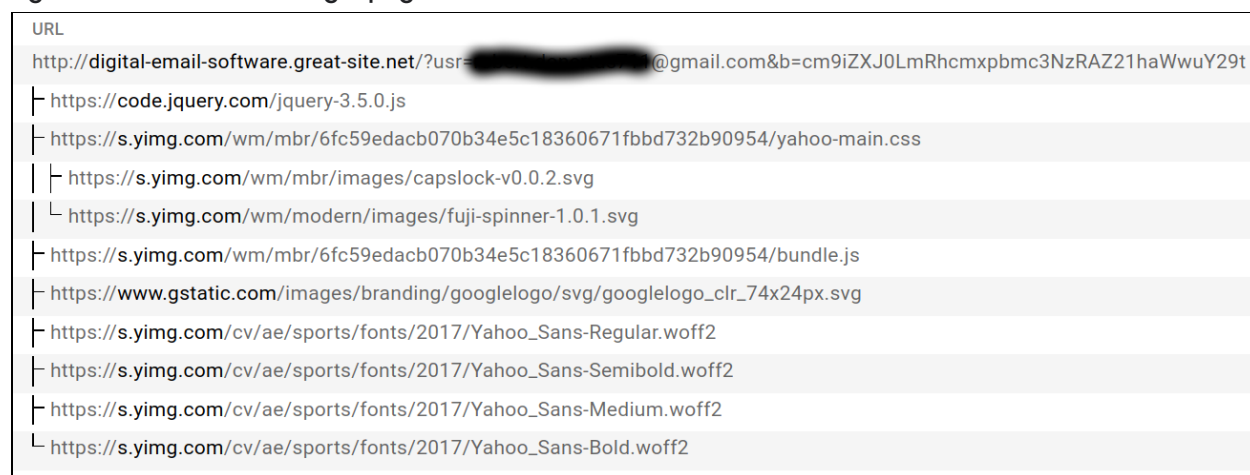 URL
http://digital-email-software.great-site.net/?usr= @gmail.com&b=cm9iZXJ0LmRhcmxpbmc3NzRAZ21haWwuY29t
https://code.jquery.com/jquery-3.5.0.js
https://s.yimg.com/wm/mbr/6fc59edacb070b34e5c18360671fbbd732b90954/yahoo-main.css
https://s.yimg.com/wm/mbr/images/capslock-v0.0.2.svg
https://s.yimg.com/wm/modern/images/fuji-spinner-1.0.1.svg
https://s.yimg.com/wm/mbr/6fc59edacb070b34e5c18360671fbbd732b90954/bundle.js
https://www.gstatic.com/images/branding/googlelogo/svg/googlelogo_clr_74x24px.svg
https://s.yimg.com/cv/ae/sports/fonts/2017/Yahoo_Sans-Regular.woff2
https://s.yimg.com/cv/ae/sports/fonts/2017/Yahoo_Sans-Semibold.woff2
https://s.yimg.com/cv/ae/sports/fonts/2017/Yahoo_Sans-Medium.woff2
https://s.yimg.com/cv/ae/sports/fonts/2017/Yahoo_Sans-Bold.woff2